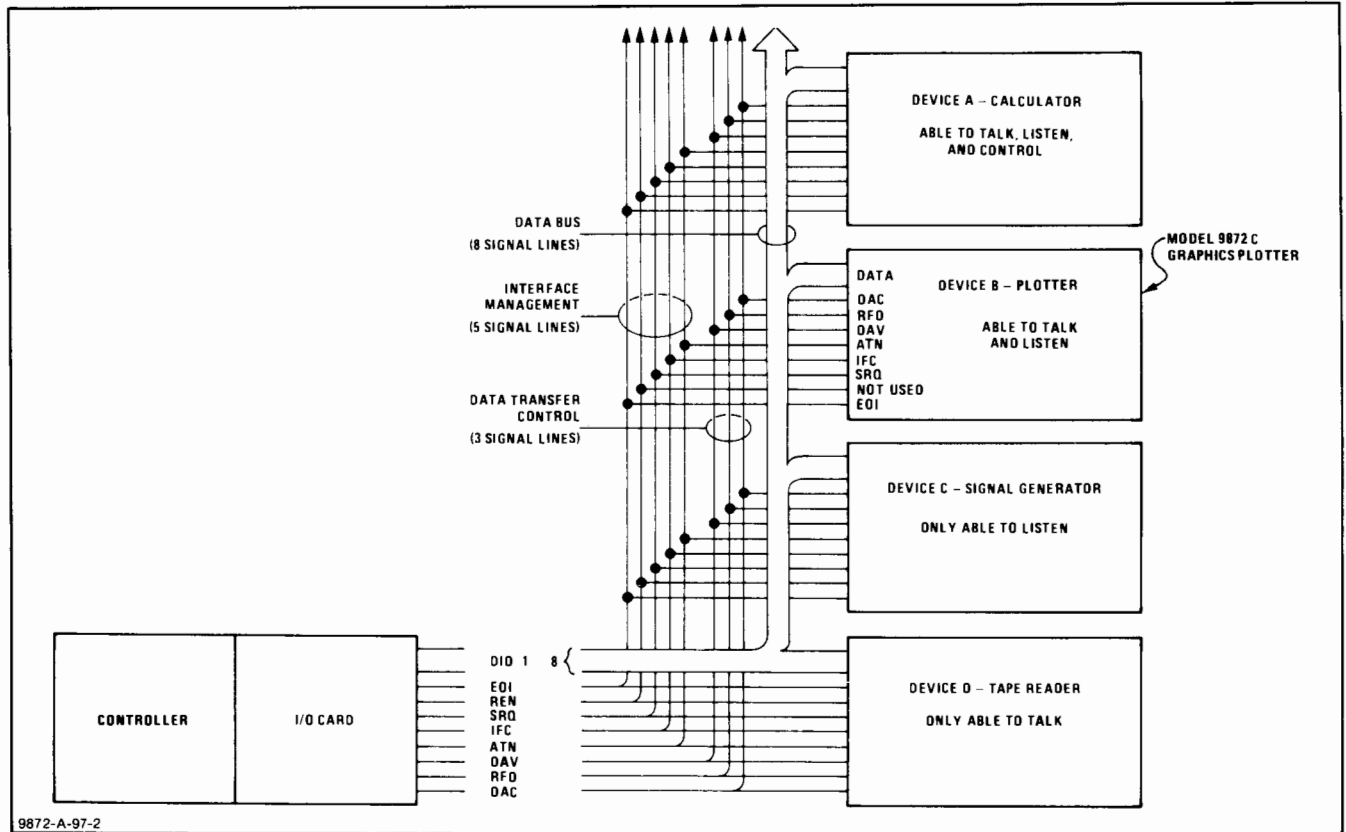 DEVICE A – CALCULATOR
ABLE TO TALK, LISTEN,
AND CONTROL
DATA BUS
(8 SIGNAL LINES)
MODEL 9872 C
GRAPHICS PLOTTER
INTERFACE
MANAGEMENT
(5 SIGNAL LINES)
DATA
DAC
RFD
DAV
ATN
IFC
SRQ
NOT USED
EOI
DEVICE B – PLOTTER
ABLE TO TALK
AND LISTEN
DATA TRANSFER
CONTROL
(3 SIGNAL LINES)
DEVICE C – SIGNAL GENERATOR
ONLY ABLE TO LISTEN
CONTROLLER
I/O CARD
DIO 1 8 {
EOI
REN
SRQ
IFC
ATN
DAV
RFD
DAC
DEVICE D – TAPE READER
ONLY ABLE TO TALK
9872-A-97-2